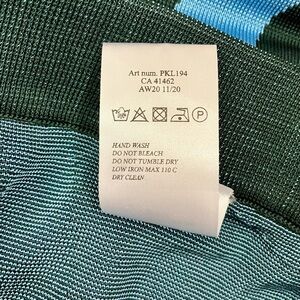 Art num. PKL194
CA 41462
AW20 11/20
P
HAND WASH
DO NOT BLEACH
DO NOT TUMBLE DRY
LOW IRON MAX 110 C
DRY CLEAN